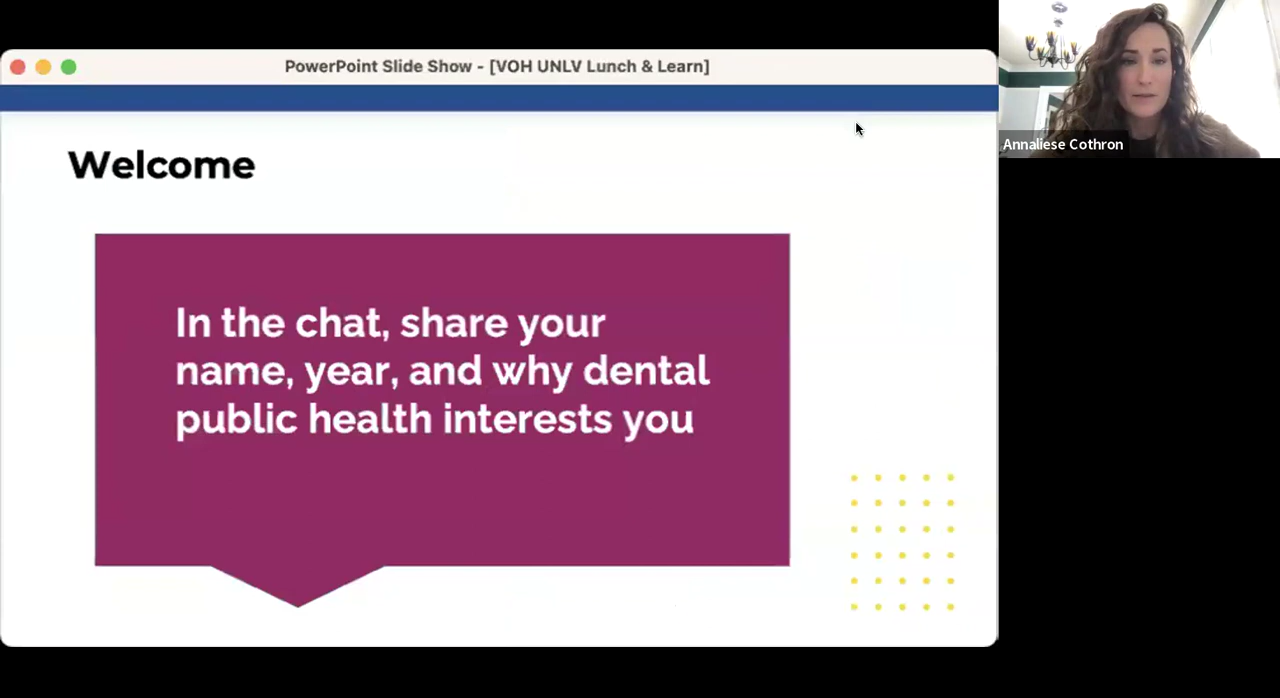 PowerPoint Slide Show - [VOH UNLV Lunch & Learn]
Welcome
In the chat, share your
name, year, and why dental
public health interests you
Annaliese Cothron